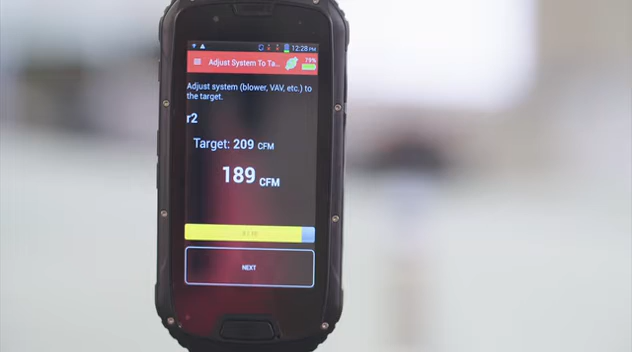 12:28 PM
Adjust System To Ta...
79%
Adjust system (blower, VAV, etc.) to
the target.
r2
Target: 209 CFM
189 CFM
NEXT